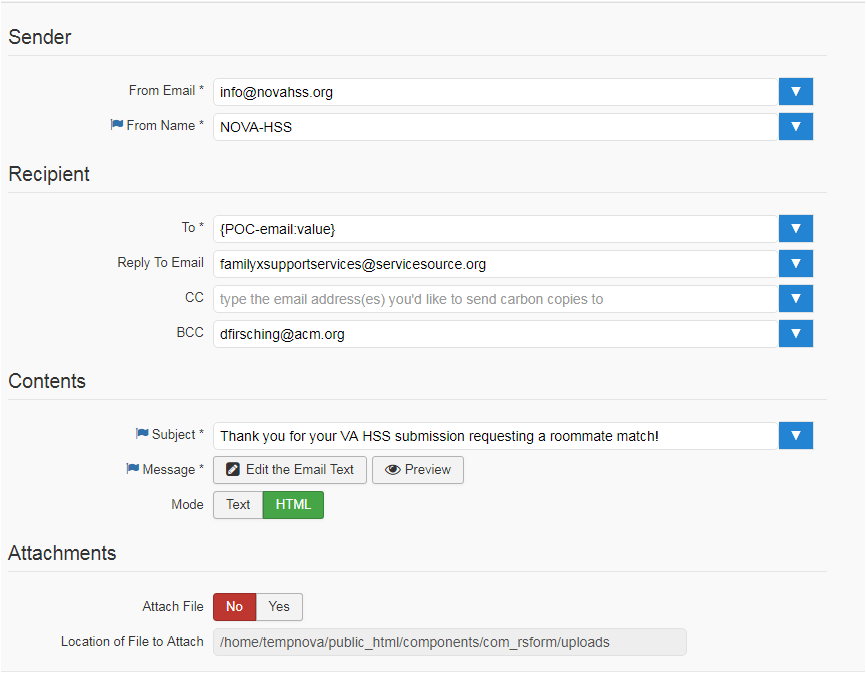 Sender
From Email * info@novahss.org
From Name * NOVA-HSS
Recipient
To * {POC-email:value}
Reply To Email familyxsupportservices@servicesource.org
CC type the email address(es) you'd like to send carbon copies to
BCC dfirsching@acm.org
Contents
Subject * Thank you for your VA HSS submission requesting a roommate match!
Message * Edit the Email Text Preview
Mode Text HTML
Attachments
Attach File No Yes
Location of File to Attach /home/tempnova/public_html/components/com_rsform/uploads